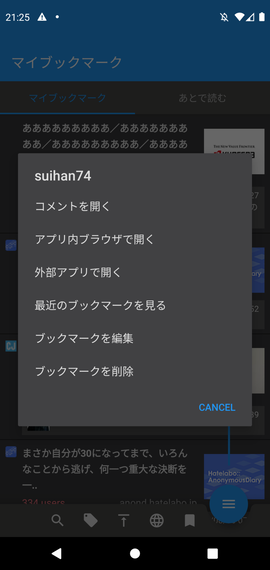 21:25
マイブックマーク
マイブックマーク
あとで読む
あああああああああ／あああああああ
ああ／あああああああああ／ああああ
suihan74
コメントを開く
アプリ内ブラウザで開く
外部アプリで開く
最近のブックマークを見る
ブックマークを編集
ブックマークを削除
CANCEL
まさか自分が30になってまで、いろん
なことから逃げ、何一つ重大な決断を
ー..
Hatelabo::
AnonymousDiary
334 users
anond.hatelabo.jp